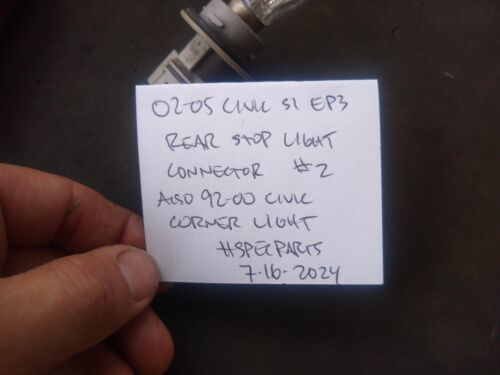 02-05 CIVIC SI EP3
REAR STOP LIGHT
CONNECTOR #2
ALSO 92-00 CIVIC
CORNER LIGHT
HSPECPARTS
7-16-2024